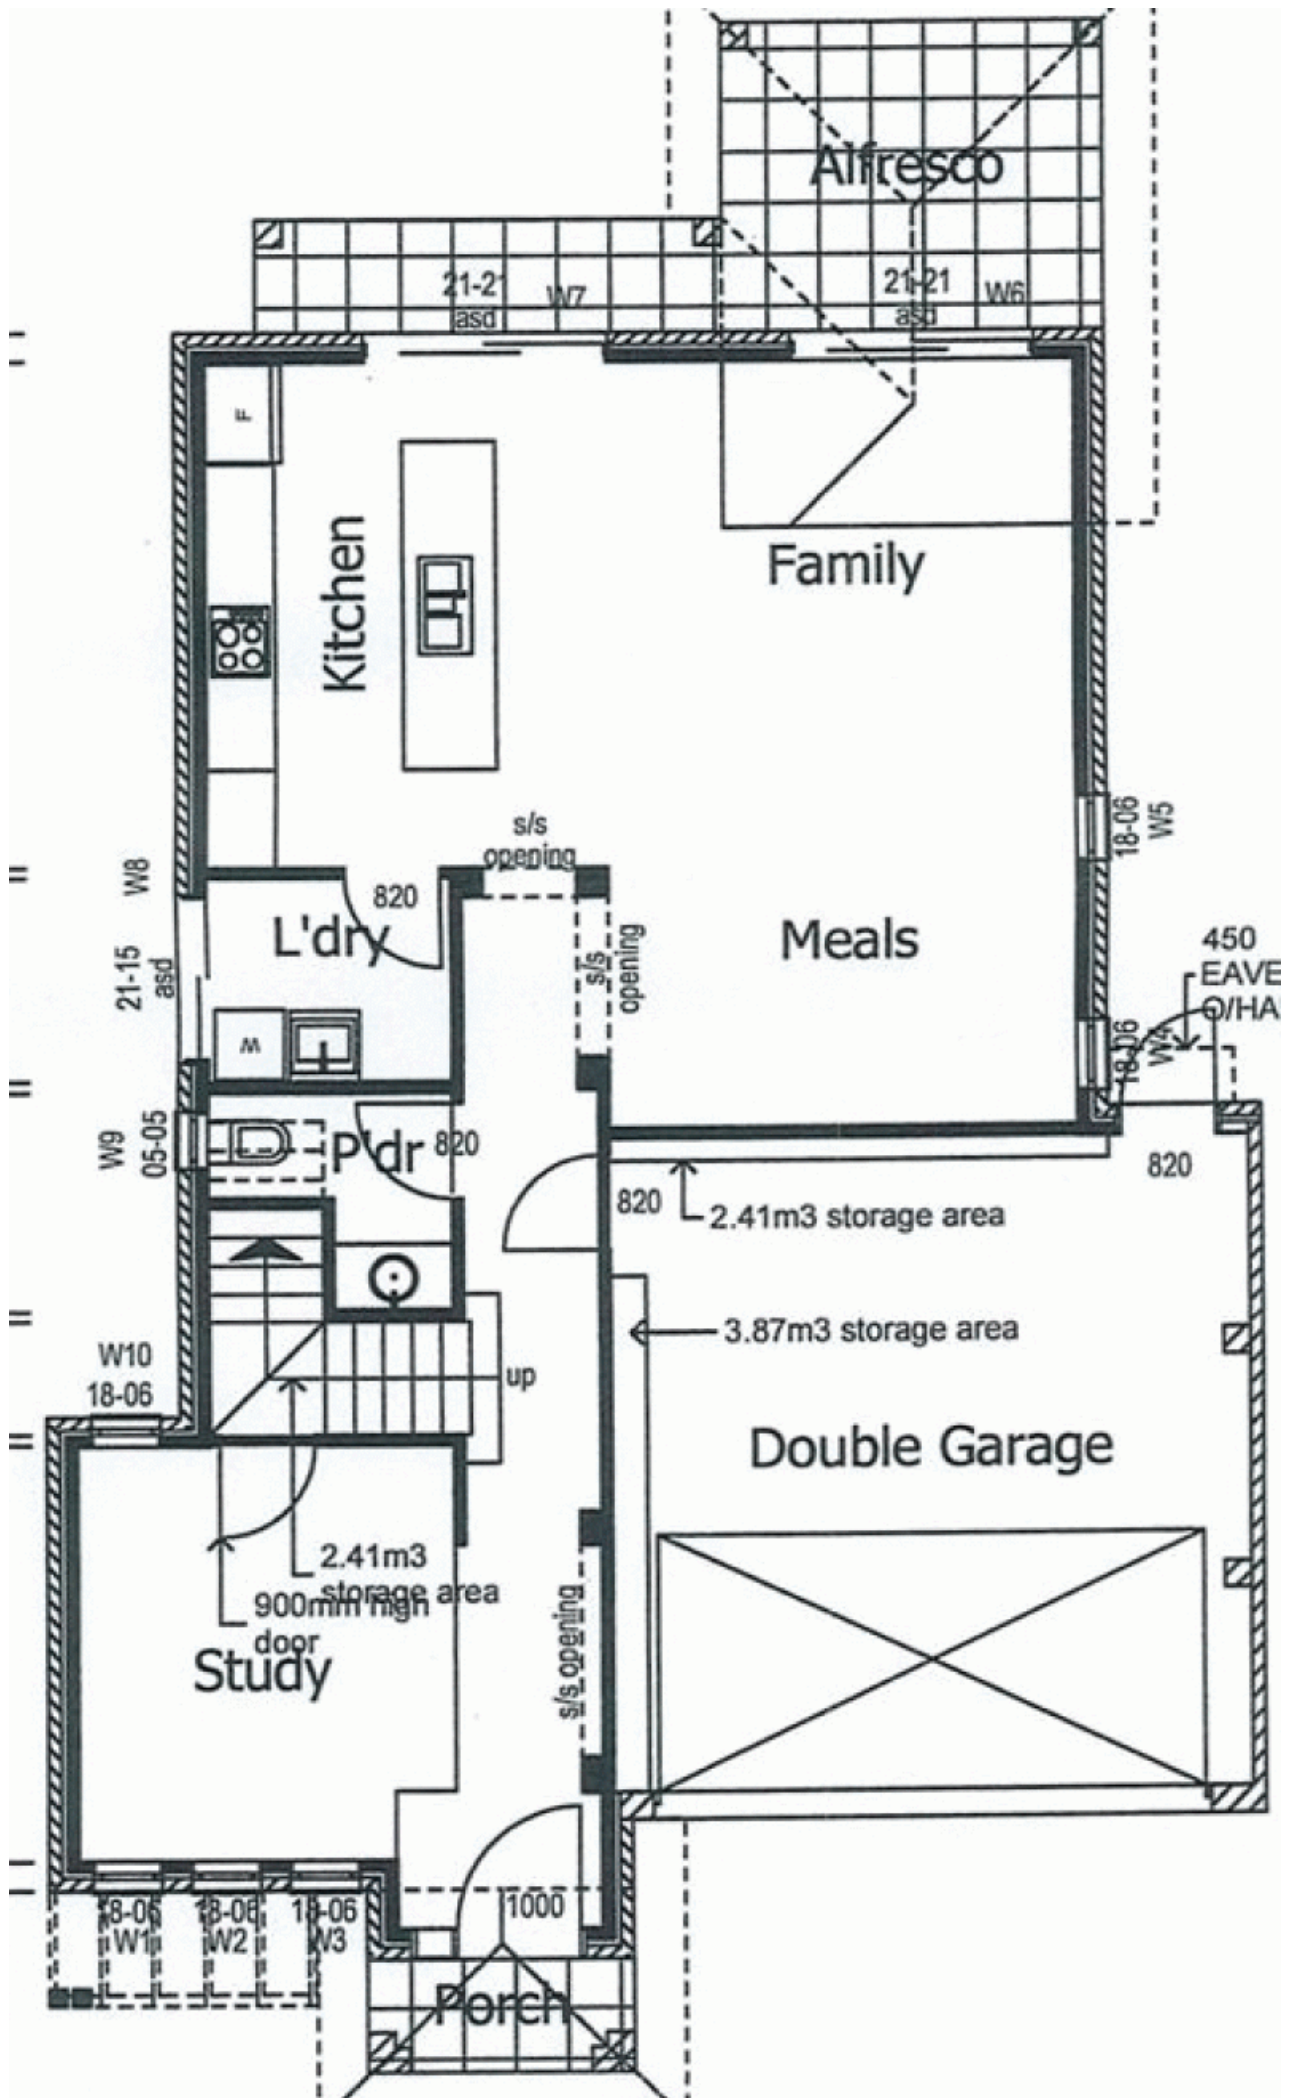 Alfresco
21-21
asd
W6
21-2
asd
W7
F
Kitchen
Family
s/s
opening
18-06
W5
W8
21-15
asd
820
L'dry
s/s
opening
Meals
450
EAVE
O/HA
18-06
W4
W
W9
05-05
P'dr
820
820
820
2.41m3 storage area
3.87m3 storage area
W10
18-06
up
Double Garage
2.41m3
storage area
900mm high
door
Study
s/s opening
18-06
W1
18-06
W2
18-06
W3
1000
Porch